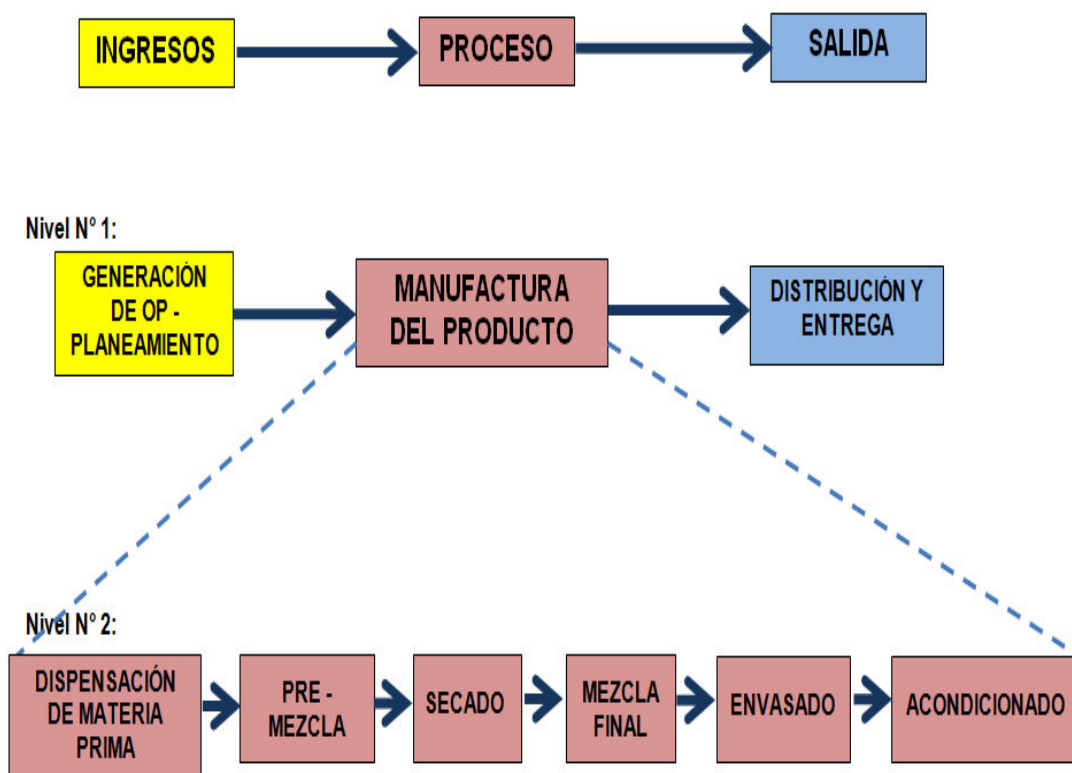 INGRESOS
PROCESO
SALIDA
Nivel N° 1:
GENERACIÓN
DE OP -
PLANEAMIENTO
MANUFACTURA
DEL PRODUCTO
DISTRIBUCIÓN Y
ENTREGA
Nivel N° 2:
DISPENSACIÓN
DE MATERIA
PRIMA
PRE -
MEZCLA
SECADO
MEZCLA
FINAL
ENVASADO
ACONDICIONADO